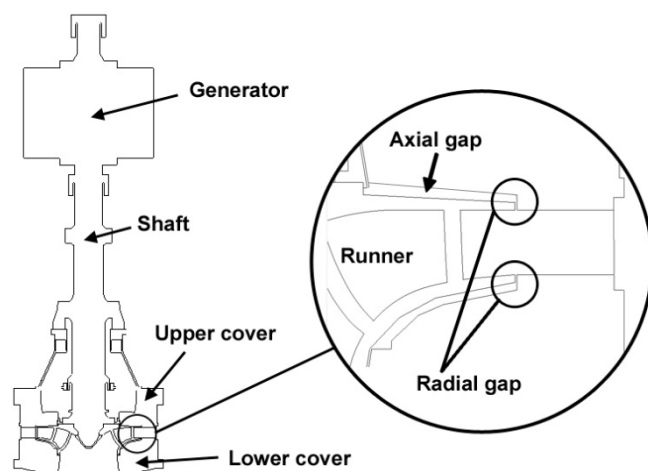 Generator
Axial gap
Shaft
Runner
Upper cover
Radial gap
Lower cover